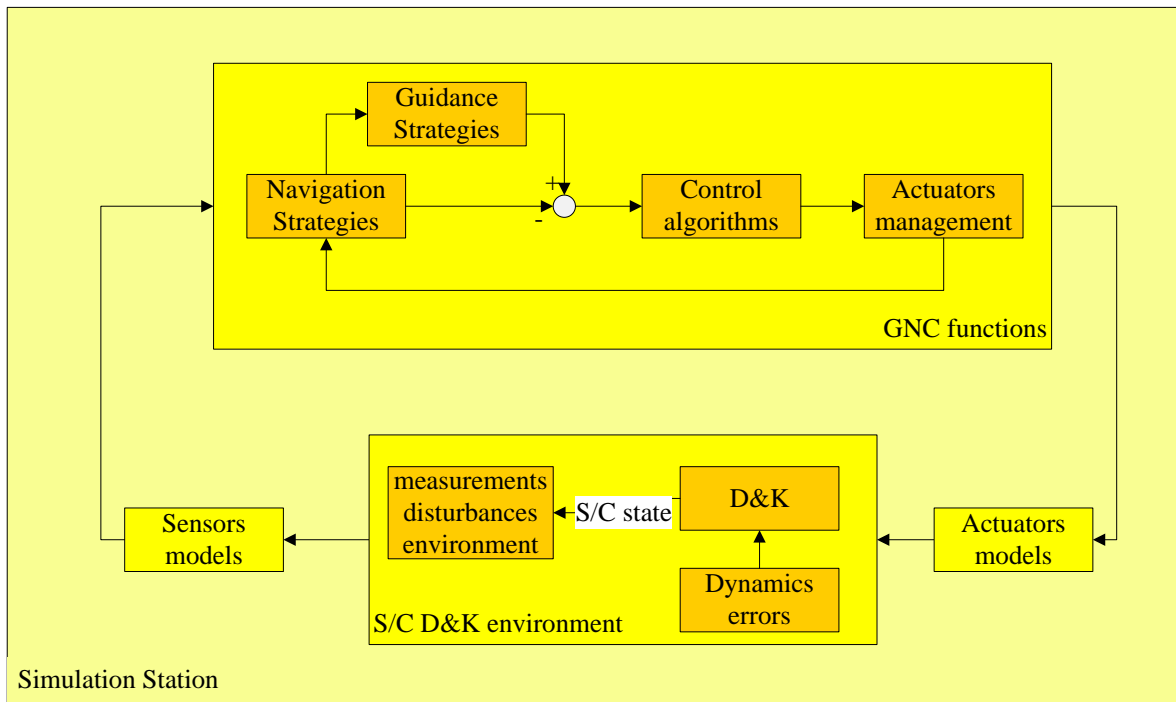 Guidance
Strategies
Navigation
Strategies
+
-
Control
algorithms
Actuators
management
GNC functions
Sensors
models
measurements
disturbances
environment
S/C state
D&K
Dynamics
errors
S/C D&K environment
Actuators
models
Simulation Station